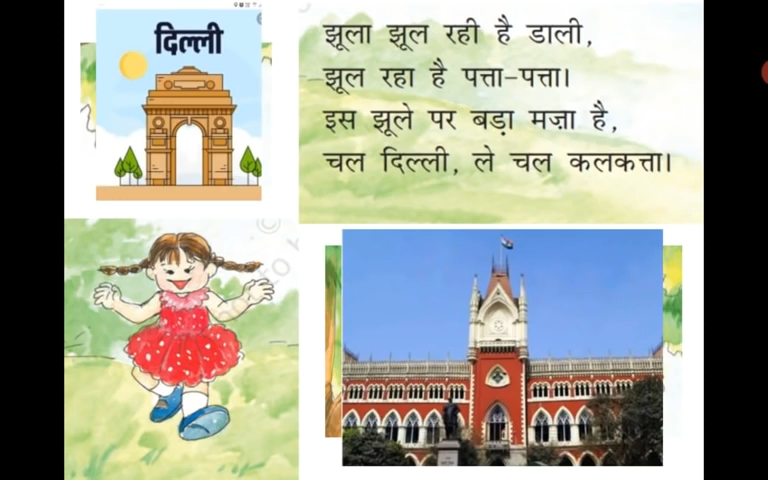 दिल्ली
झूला झूल रही है डाली,
झूल रहा है पत्ता-पत्ता।
इस झूले पर बड़ा मज़ा है,
चल दिल्ली, ले चल कलकत्ता।